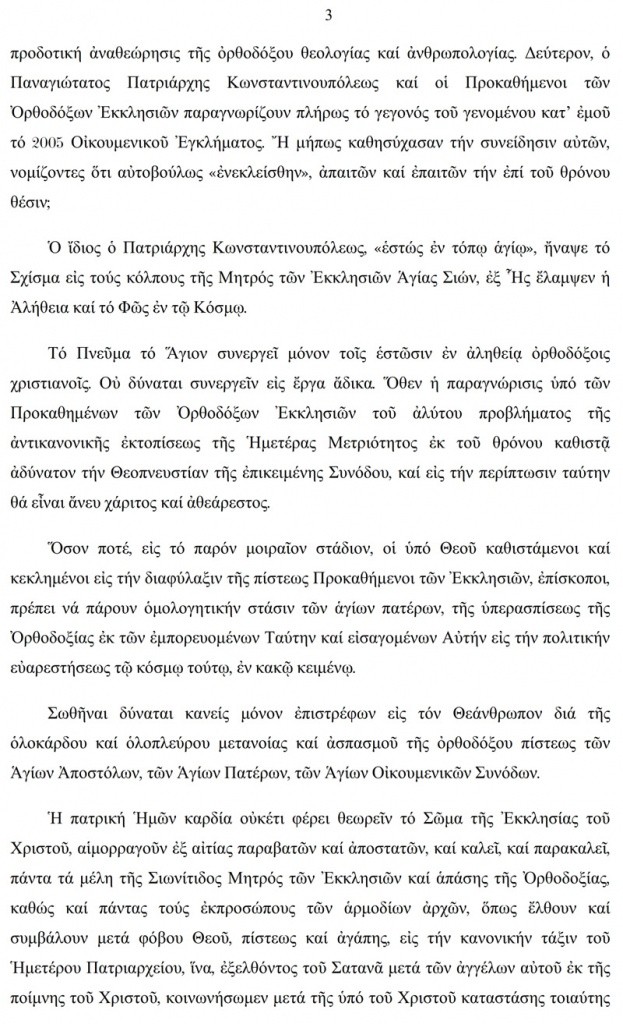 3
προδοτική ἀναθεώρησις τῆς ὀρθοδόξου θεολογίας καί ἀνθρωπολογίας. Δεύτερον, ὁ
Παναγιώτατος Πατριάρχης Κωνσταντινουπόλεως καί οἱ Προκαθήμενοι τῶν
Ὀρθοδόξων Ἐκκλησιῶν παραγνωρίζουν πλήρως τό γεγονός τοῦ γενομένου κατ’ ἐμοῦ
τό 2005 Οἰκουμενικοῦ Ἐγκλήματος. Ἤ μήπως καθησύχασαν τήν συνείδησιν αὐτῶν,
νομίζοντες ὅτι αὐτοβούλως «ἐνεκλείσθην», ἀπαιτῶν καί ἐπαιτῶν τήν ἐπί τοῦ θρόνου
θέσιν;
Ὁ ἴδιος ὁ Πατριάρχης Κωνσταντινουπόλεως, «ἑστώς ἐν τόπῳ ἁγίῳ», ἤναψε τό
Σχίσμα εἰς τούς κόλπους τῆς Μητρός τῶν Ἐκκλησιῶν Ἁγίας Σιών, ἐξ Ἧς ἔλαμψεν ἡ
Ἀλήθεια καί τό Φῶς ἐν τῷ Κόσμῳ.
Τό Πνεῦμα τό Ἅγιον συνεργεῖ μόνον τοῖς ἑστῶσιν ἐν ἀληθείᾳ ὀρθοδόξοις
χριστιανοῖς. Οὐ δύναται συνεργεῖν εἰς ἔργα ἄδικα. Ὅθεν ἡ παραγνώρισις ὑπό τῶν
Προκαθημένων τῶν Ὀρθοδόξων Ἐκκλησιῶν τοῦ ἀλύτου προβλήματος τῆς
ἀντικανονικῆς ἐκτοπίσεως τῆς Ἡμετέρας Μετριότητος ἐκ τοῦ θρόνου καθιστᾷ
ἀδύνατον τήν Θεοπνευστίαν τῆς ἐπικειμένης Συνόδου, καί εἰς τήν περίπτωσιν ταύτην
θά εἶναι ἄνευ χάριτος καί ἀθεάρεστος.
Ὅσον ποτέ, εἰς τό παρόν μοιραῖον στάδιον, οἱ ὑπό Θεοῦ καθιστάμενοι καί
κεκλημένοι εἰς τήν διαφύλαξιν τῆς πίστεως Προκαθήμενοι τῶν Ἐκκλησιῶν, ἐπίσκοποι,
πρέπει νά πάρουν ὁμολογητικήν στάσιν τῶν ἁγίων πατέρων, τῆς ὑπερασπίσεως τῆς
Ὀρθοδοξίας ἐκ τῶν ἐμπορευομένων Ταύτην καί εἰσαγομένων Αὐτήν εἰς τήν πολιτικήν
εὐαρεστήσεως τῷ κόσμῳ τούτῳ, ἐν κακῷ κειμένῳ.
Σωθῆναι δύναται κανείς μόνον ἐπιστρέφων εἰς τόν Θεάνθρωπον διά τῆς
ὁλοκάρδου καί ὁλοπλεύρου μετανοίας καί ἀσπασμοῦ τῆς ὀρθοδόξου πίστεως τῶν
Ἁγίων Ἀποστόλων, τῶν Ἁγίων Πατέρων, τῶν Ἁγίων Οἰκουμενικῶν Συνόδων.
Ἡ πατρική Ἡμῶν καρδία οὐκέτι φέρει θεωρεῖν τό Σῶμα τῆς Ἐκκλησίας τοῦ
Χριστοῦ, αἱμορραγοῦν ἐξ αἰτίας παραβατῶν καί ἀποστατῶν, καί καλεῖ, καί παρακαλεῖ,
πάντα τά μέλη τῆς Σιωνίτιδος Μητρός τῶν Ἐκκλησιῶν καί ἁπάσης τῆς Ὀρθοδοξίας,
καθώς καί πάντας τούς ἐκπροσώπους τῶν ἁρμοδίων ἀρχῶν, ὅπως ἔλθουν καί
συμβάλουν μετά φόβου Θεοῦ, πίστεως καί ἀγάπης, εἰς τήν κανονικήν τάξιν τοῦ
Ἡμετέρου Πατριαρχείου, ἵνα, ἐξελθόντος τοῦ Σατανᾶ μετά τῶν ἀγγέλων αὐτοῦ ἐκ τῆς
ποίμνης τοῦ Χριστοῦ, κοινωνήσωμεν μετά τῆς ὑπό τοῦ Χριστοῦ καταστάσης τοιαύτης